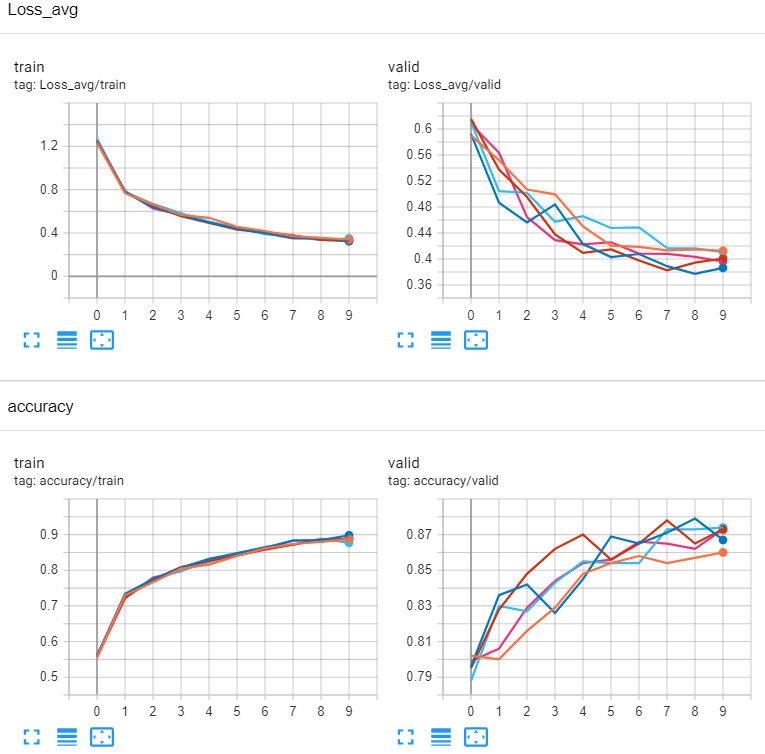 Loss_avg
train
tag: Loss_avg/train
1.2
0.8
0.4
0
0 1 2 3 4 5 6 7 8 9
valid
tag: Loss_avg/valid
0.6
0.56
0.52
0.48
0.44
0.4
0.36
0 1 2 3 4 5 6 7 8 9
accuracy
train
tag: accuracy/train
0.9
0.8
0.7
0.6
0.5
0 1 2 3 4 5 6 7 8 9
valid
tag: accuracy/valid
0.87
0.85
0.83
0.81
0.79
0 1 2 3 4 5 6 7 8 9